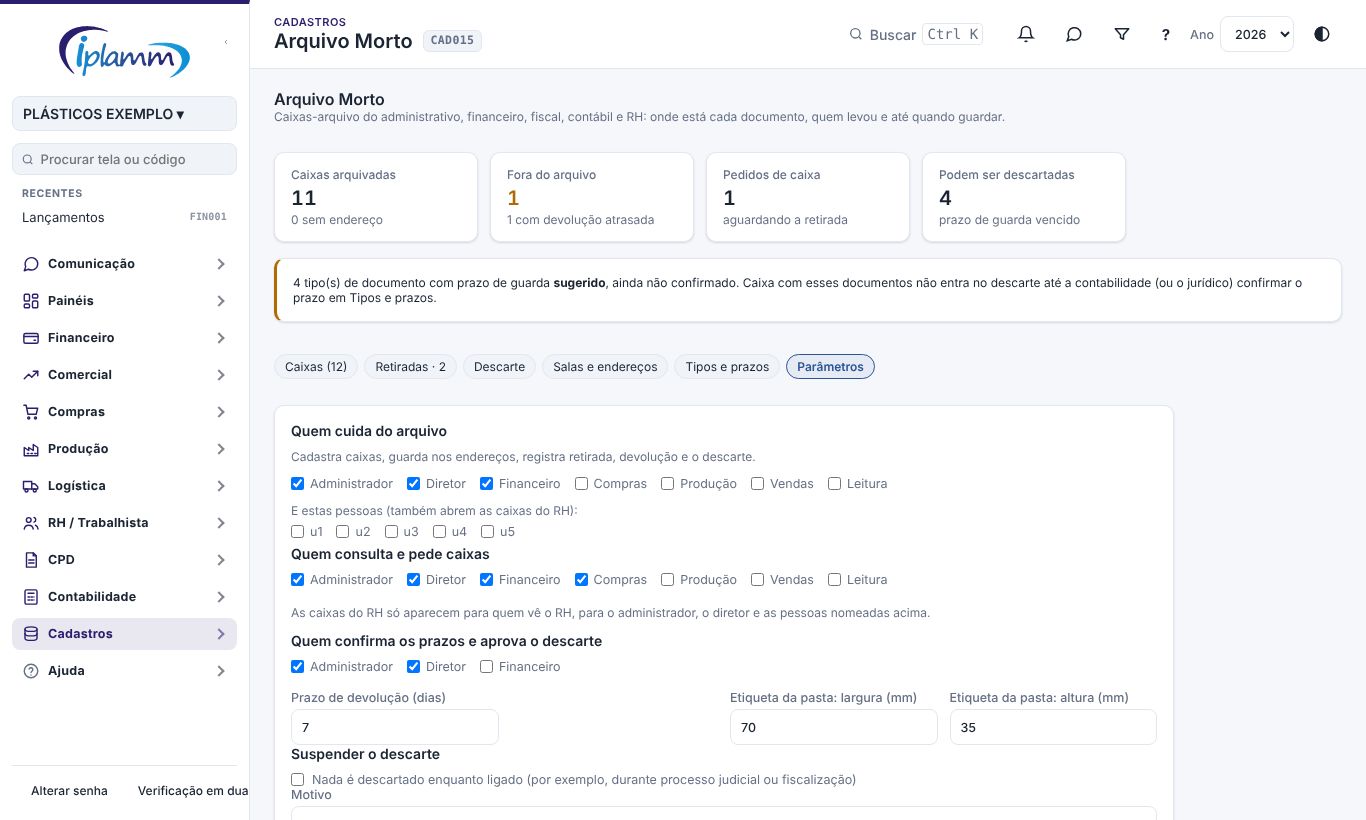 CADASTROS
Arquivo Morto CAD015
Buscar Ctrl K
? Ano 2026
iplamm
PLÁSTICOS EXEMPLO ▾
Procurar tela ou código
RECENTES
Lançamentos FIN001
Comunicação
Painéis
Financeiro
Comercial
Compras
Produção
Logística
RH / Trabalhista
CPD
Contabilidade
Cadastros
Ajuda
Alterar senha Verificação em dua
Arquivo Morto
Caixas-arquivo do administrativo, financeiro, fiscal, contábil e RH: onde está cada documento, quem levou e até quando guardar.
Caixas arquivadas
11
0 sem endereço
Fora do arquivo
1
1 com devolução atrasada
Pedidos de caixa
1
aguardando a retirada
Podem ser descartadas
4
prazo de guarda vencido
4 tipo(s) de documento com prazo de guarda sugerido, ainda não confirmado. Caixa com esses documentos não entra no descarte até a contabilidade (ou o jurídico) confirmar o
prazo em Tipos e prazos.
Caixas (12) Retiradas · 2 Descarte Salas e endereços Tipos e prazos Parâmetros
Quem cuida do arquivo
Cadastra caixas, guarda nos endereços, registra retirada, devolução e o descarte.
Administrador Diretor Financeiro Compras Produção Vendas Leitura
E estas pessoas (também abrem as caixas do RH):
u1 u2 u3 u4 u5
Quem consulta e pede caixas
Administrador Diretor Financeiro Compras Produção Vendas Leitura
As caixas do RH só aparecem para quem vê o RH, para o administrador, o diretor e as pessoas nomeadas acima.
Quem confirma os prazos e aprova o descarte
Administrador Diretor Financeiro
Prazo de devolução (dias) Etiqueta da pasta: largura (mm) Etiqueta da pasta: altura (mm)
7 70 35
Suspender o descarte
Nada é descartado enquanto ligado (por exemplo, durante processo judicial ou fiscalização)
Motivo